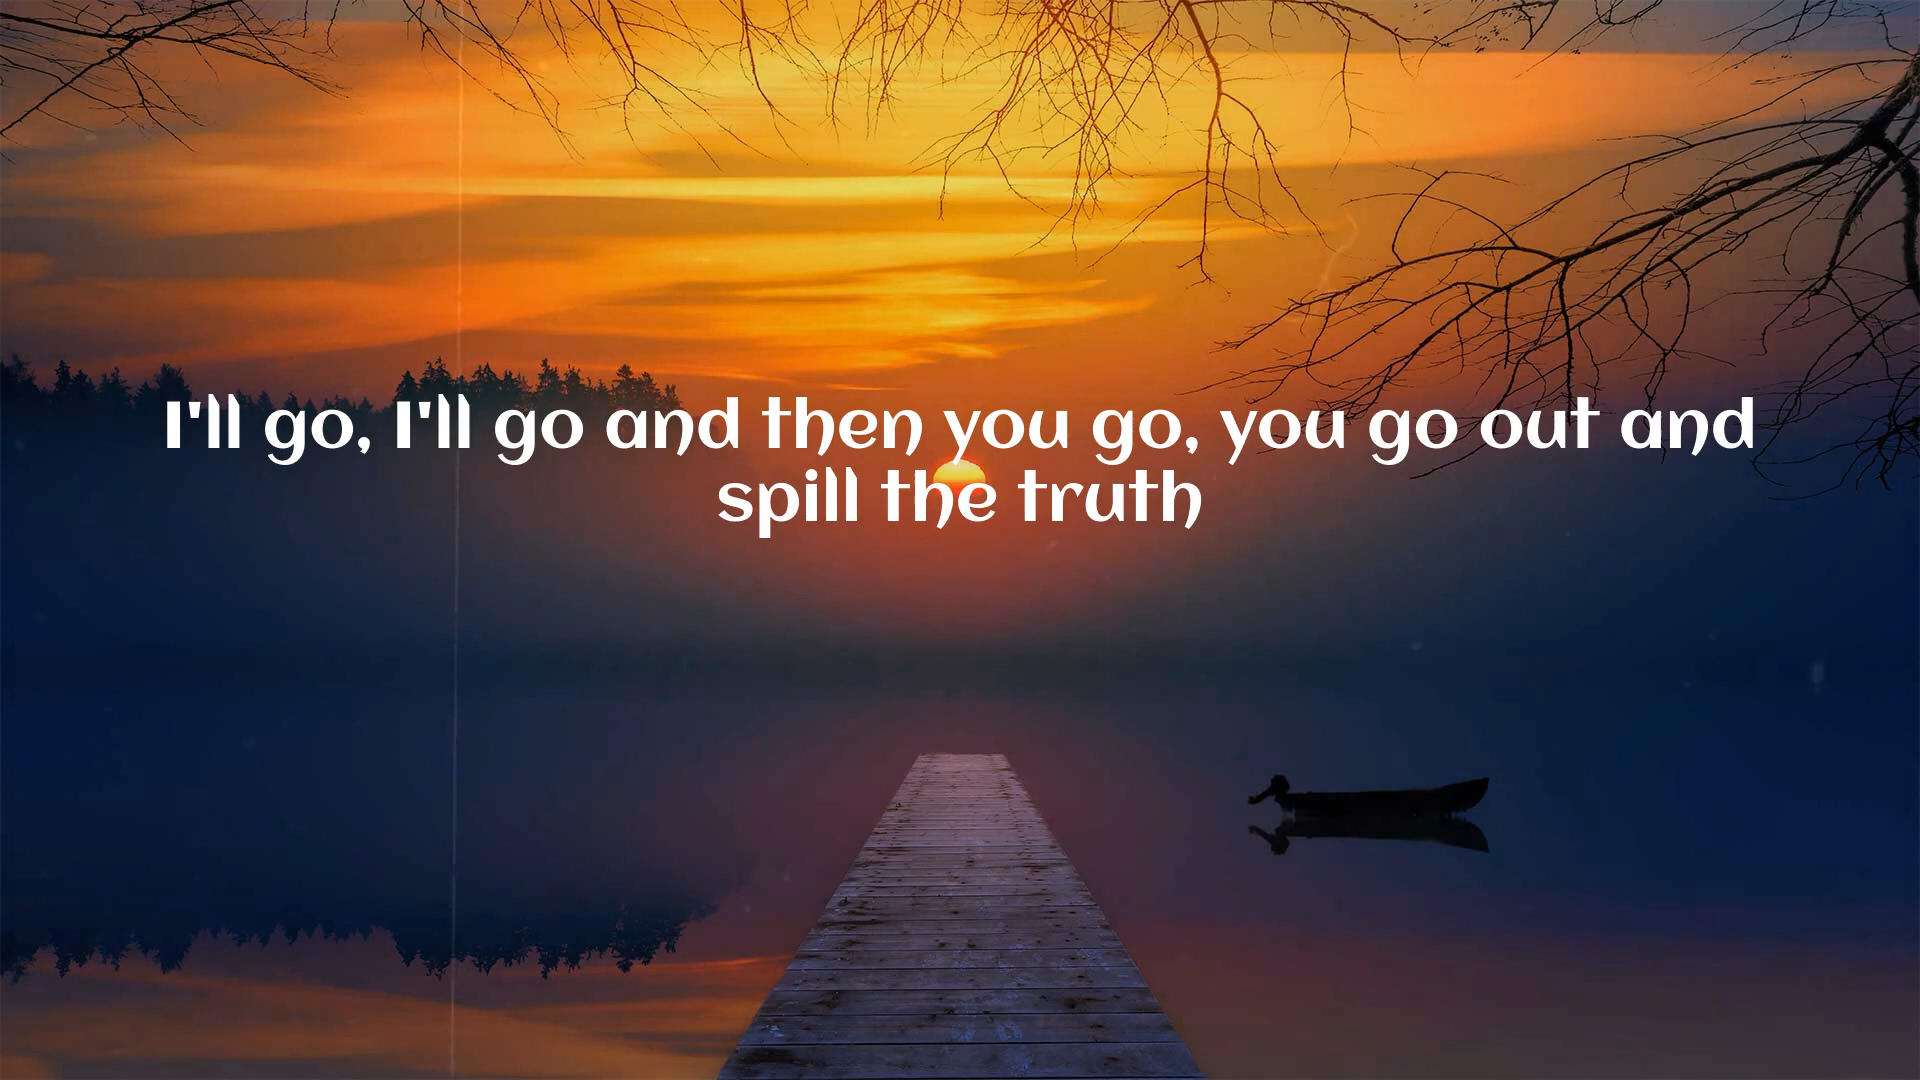 I'll go, I'll go and then you go, you go out and
spill the truth